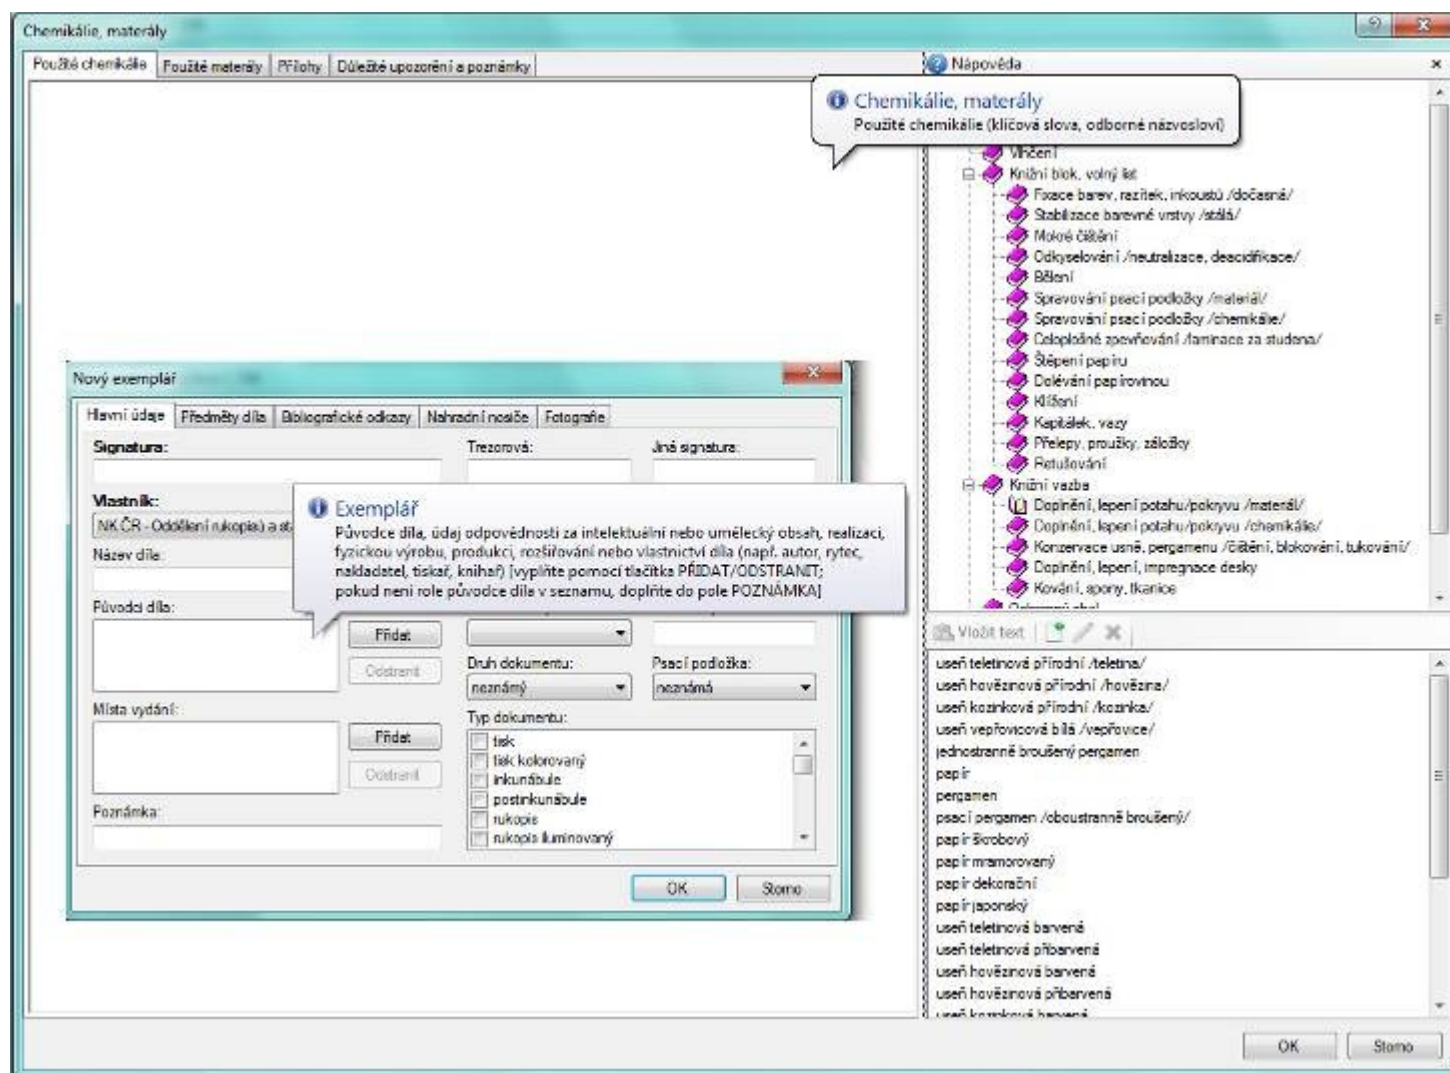 Chemikálie, materály
Použité chemikálie
Použité materály
Přílohy
Důležité upozorění a poznámky
Nápověda
Chemikálie, materály
Použité chemikálie (klíčová slova, odborné názvosloví)
Vlhčení
Knižní blok, volný list
Fixace barev, razítek, inkoustů /dočasná/
Stabilizace barevné vrstvy /stálá/
Mokré čištění
Odkyselování /neutralizace, deacidifikace/
Bělení
Spravování psací podložky /materiál/
Spravování psací podložky /chemikálie/
Celoplošné zpevňování /laminace za studena/
Štěpení papíru
Dolévání papírovinou
Klížení
Kapitálek, vazy
Přelepy, proužky, záložky
Retušování
Knižní vazba
Doplnění, lepení potahu/pokryvu /materál/
Doplnění, lepení potahu/pokryvu /chemikálie/
Konzervace usně, pergamenu /čištění, blokování, tukování/
Doplnění, lepení, impregnace desky
Kování, spony, tkanice
Vložit text
useň teletinová přírodní /teletina/
useň hovězinová přírodní /hovězina/
useň kozinková přírodní /kozinka/
useň vepřovicová bílá /vepřovice/
jednostranně broušený pergamen
papír
pergamen
psací pergamen /oboustranně broušený/
papír škrobový
papír mramorovaný
papír dekorační
papír japonský
useň teletinová barvená
useň teletinová přibarvená
useň hovězinová barvená
useň hovězinová přibarvená
useň kozinková barvená
OK
Storno
Nový exemplář
Hlavní údaje
Předměty díla
Bibliografické odkazy
Nahradní nosiče
Fotografie
Signatura:
Trezorová:
Jiná signatura:
Vlastník:
NK ČR - Oddělení rukopisů a
Exemplář
Původce díla, údaj odpovědnosti za intelektuální nebo umělecký obsah, realizaci,
fyzickou výrobu, produkci, rozšiřování nebo vlastnictví díla (např. autor, rytec,
nakladatel, tiskař, knihař) [vyplňte pomocí tlačítka PŘIDAT/ODSTRANIT;
pokud není role původce díla v seznamu, doplňte do pole POZNÁMKA]
Název díla:
Původci díla:
Přidat
Odstranit
Druh dokumentu:
neznámý
Psací podložka:
neznámá
Místa vydání:
Přidat
Odstranit
Typ dokumentu:
tisk
tisk kolorovaný
inkunábule
postinkunábule
rukopis
rukopis iluminovaný
Poznámka:
OK
Storno